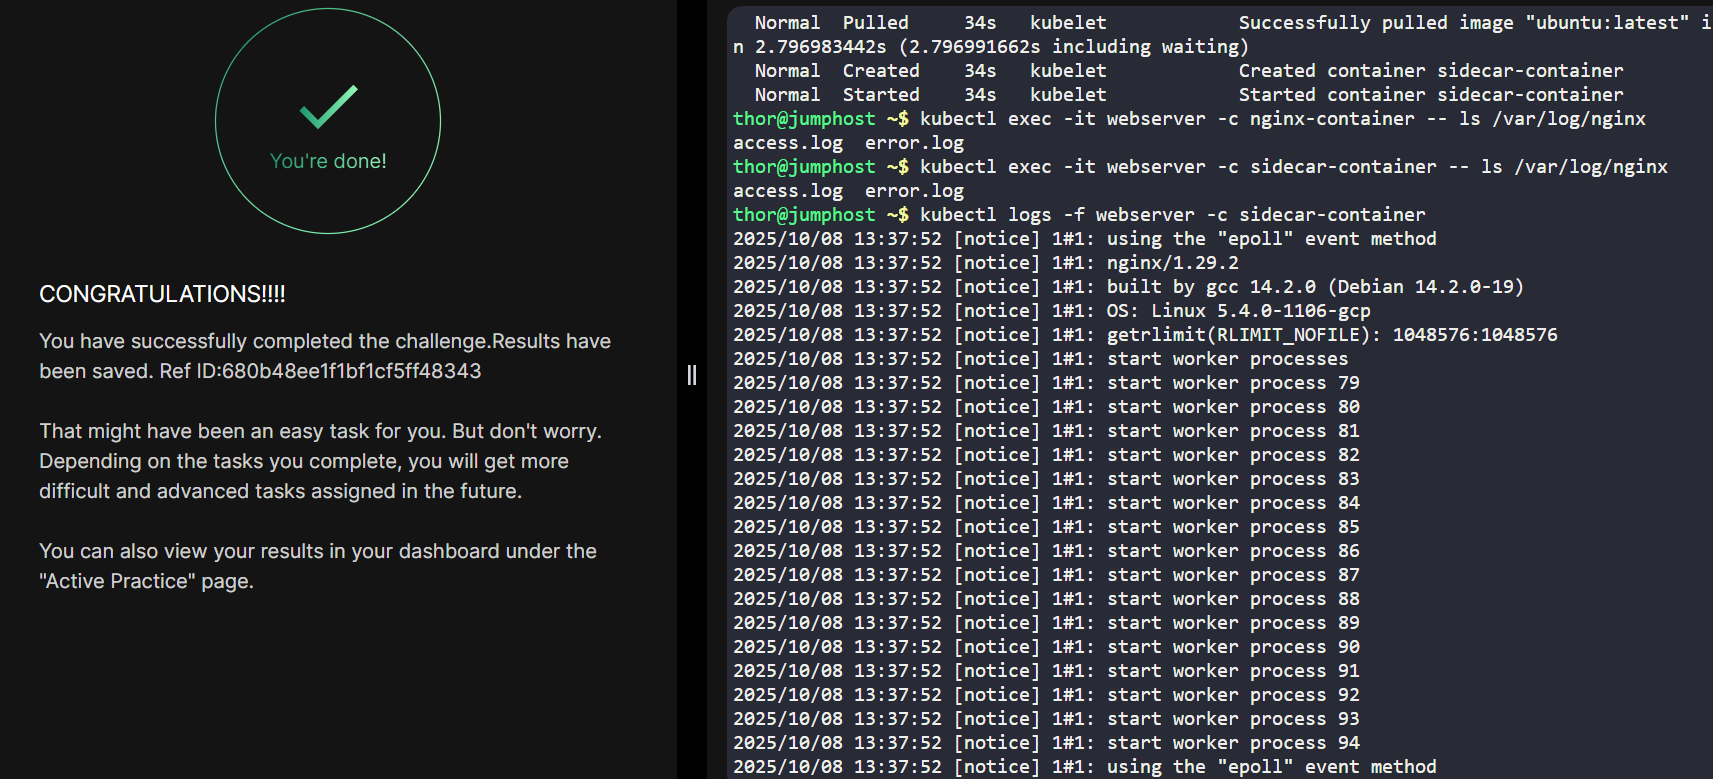 You're done!
CONGRATULATIONS!!!!
You have successfully completed the challenge.Results have
been saved. Ref ID:680b48ee1f1bf1cf5ff48343
That might have been an easy task for you. But don't worry.
Depending on the tasks you complete, you will get more
difficult and advanced tasks assigned in the future.
You can also view your results in your dashboard under the
"Active Practice" page.
Normal  Pulled     34s   kubelet            Successfully pulled image "ubuntu:latest" i
n 2.796983442s (2.796991662s including waiting)
Normal  Created    34s   kubelet            Created container sidecar-container
Normal  Started    34s   kubelet            Started container sidecar-container
thor@jumphost ~$ kubectl exec -it webserver -c nginx-container -- ls /var/log/nginx
access.log  error.log
thor@jumphost ~$ kubectl exec -it webserver -c sidecar-container -- ls /var/log/nginx
access.log  error.log
thor@jumphost ~$ kubectl logs -f webserver -c sidecar-container
2025/10/08 13:37:52 [notice] 1#1: using the "epoll" event method
2025/10/08 13:37:52 [notice] 1#1: nginx/1.29.2
2025/10/08 13:37:52 [notice] 1#1: built by gcc 14.2.0 (Debian 14.2.0-19)
2025/10/08 13:37:52 [notice] 1#1: OS: Linux 5.4.0-1106-gcp
2025/10/08 13:37:52 [notice] 1#1: getrlimit(RLIMIT_NOFILE): 1048576:1048576
2025/10/08 13:37:52 [notice] 1#1: start worker processes
2025/10/08 13:37:52 [notice] 1#1: start worker process 79
2025/10/08 13:37:52 [notice] 1#1: start worker process 80
2025/10/08 13:37:52 [notice] 1#1: start worker process 81
2025/10/08 13:37:52 [notice] 1#1: start worker process 82
2025/10/08 13:37:52 [notice] 1#1: start worker process 83
2025/10/08 13:37:52 [notice] 1#1: start worker process 84
2025/10/08 13:37:52 [notice] 1#1: start worker process 85
2025/10/08 13:37:52 [notice] 1#1: start worker process 86
2025/10/08 13:37:52 [notice] 1#1: start worker process 87
2025/10/08 13:37:52 [notice] 1#1: start worker process 88
2025/10/08 13:37:52 [notice] 1#1: start worker process 89
2025/10/08 13:37:52 [notice] 1#1: start worker process 90
2025/10/08 13:37:52 [notice] 1#1: start worker process 91
2025/10/08 13:37:52 [notice] 1#1: start worker process 92
2025/10/08 13:37:52 [notice] 1#1: start worker process 93
2025/10/08 13:37:52 [notice] 1#1: start worker process 94
2025/10/08 13:37:52 [notice] 1#1: using the "epoll" event method